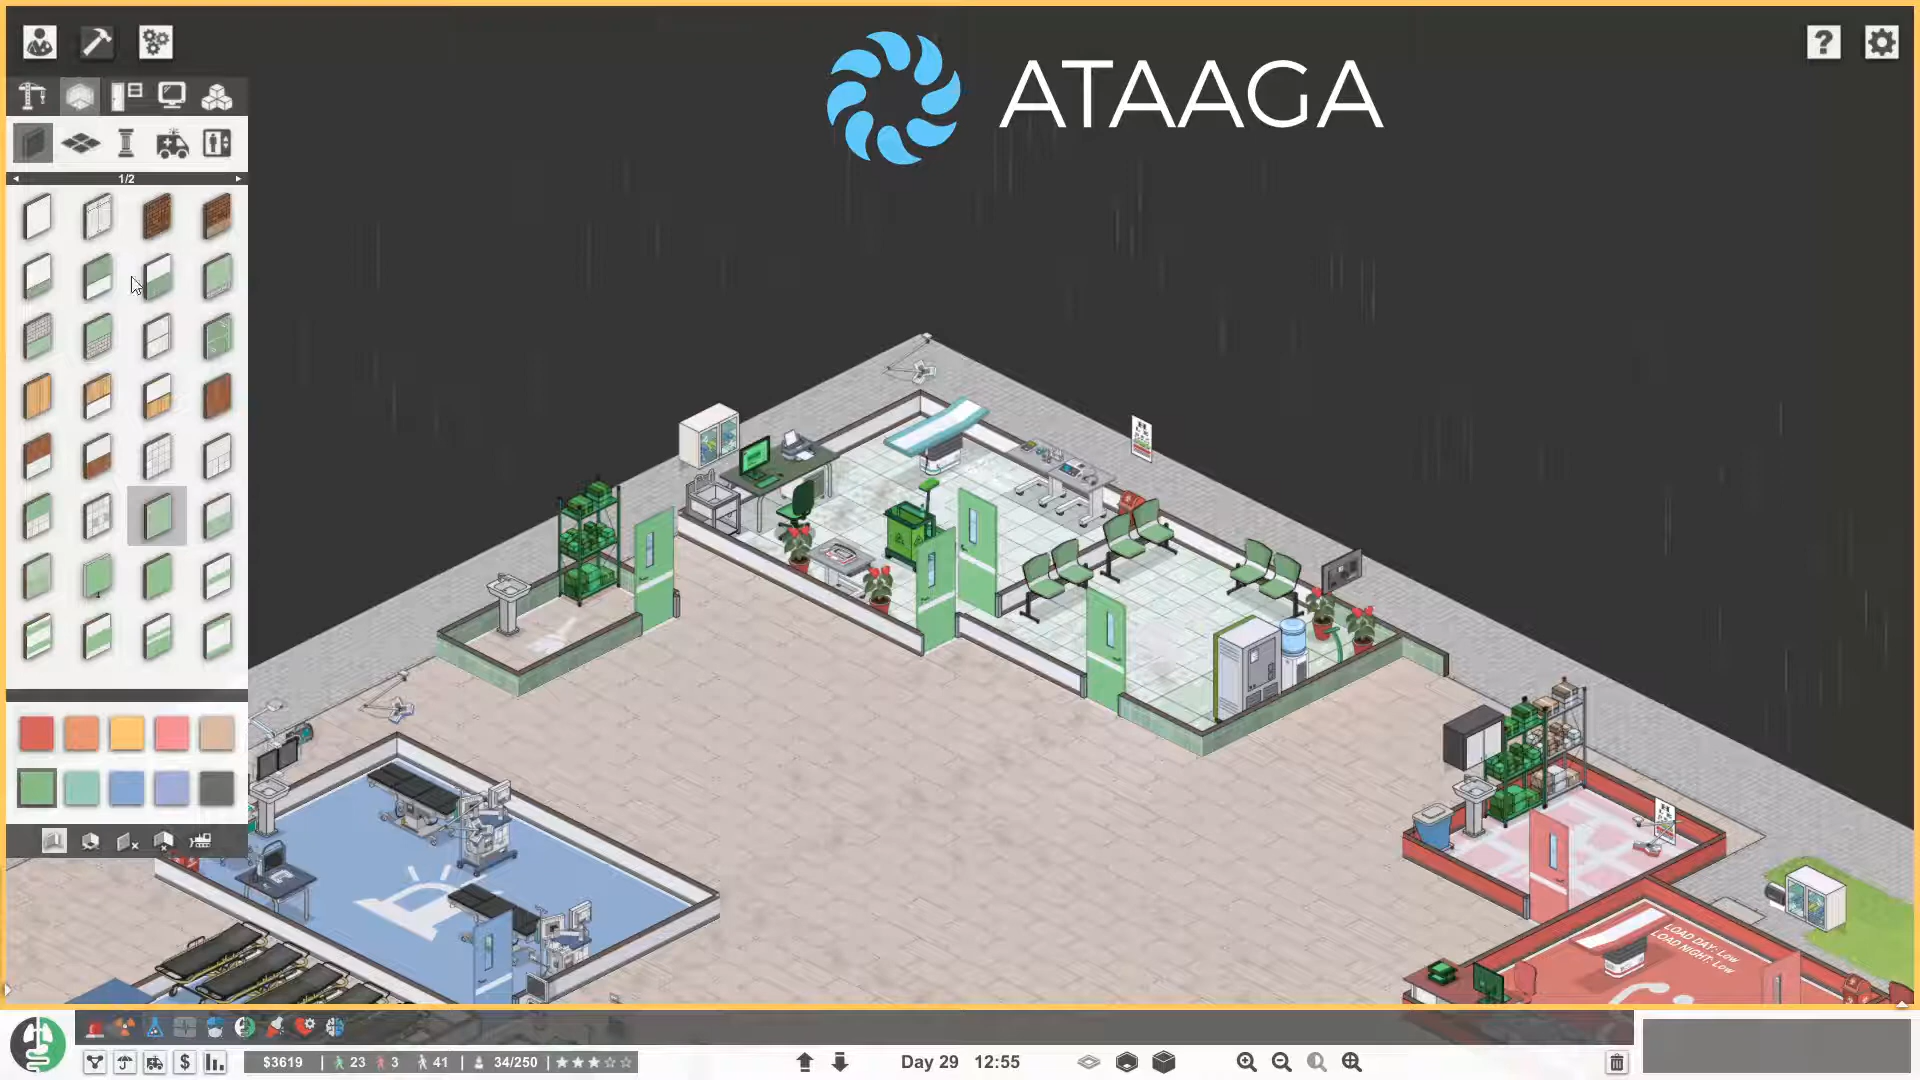 ATAAGA
1/2
LOAD DAY: Low
LOAD NIGHT: Low
$3619 | 23 3 | 41 | 34/250 |
Day 29 12:55